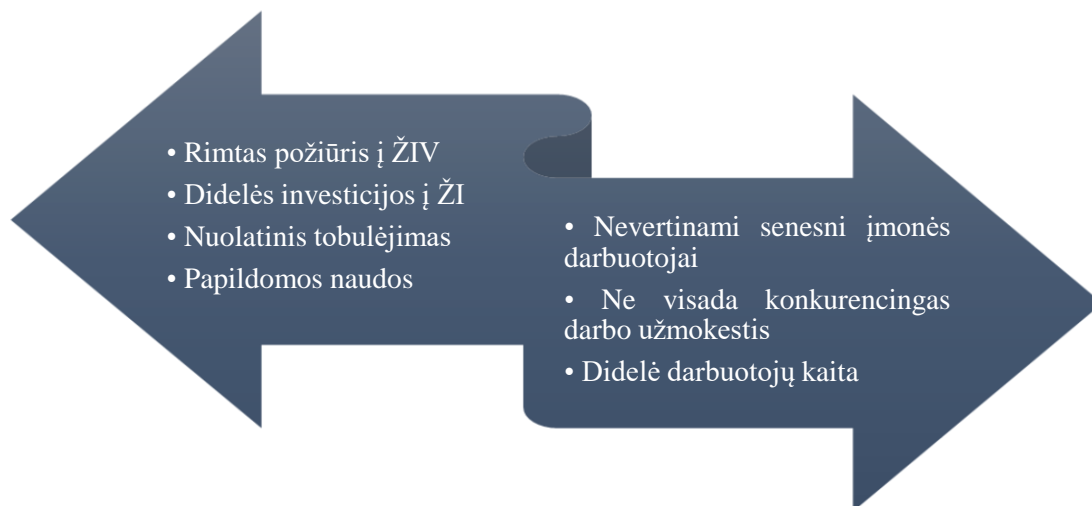 • Rimtas požiūris į ŽIV
• Didelės investicijos į ŽI
• Nuolatinis tobulėjimas
• Papildomos naudos
• Nevertinami senesni įmonės
darbuotojai
• Ne visada konkurencingas
darbo užmokestis
• Didelė darbuotojų kaita